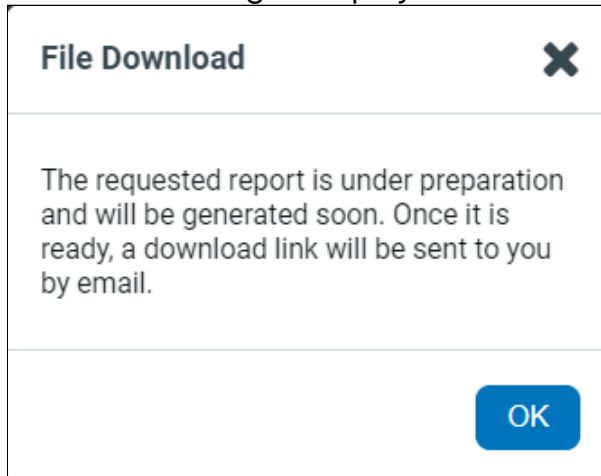 File Download
The requested report is under preparation
and will be generated soon. Once it is
ready, a download link will be sent to you
by email.
OK